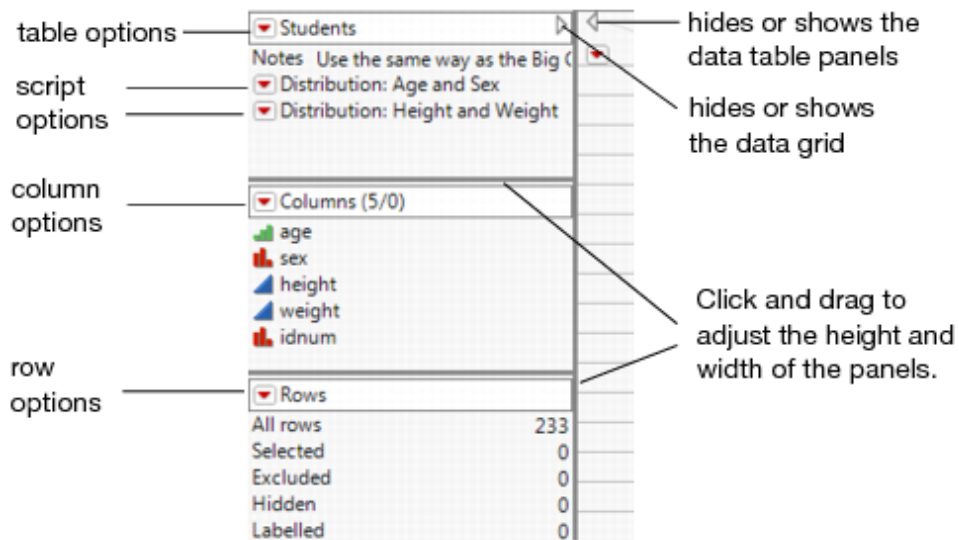 table options
Students
hides or shows the
data table panels
Notes Use the same way as the Big
script
options
Distribution: Age and Sex
Distribution: Height and Weight
hides or shows
the data grid
column
options
Columns (5/0)
age
sex
height
weight
idnum
Click and drag to
adjust the height and
width of the panels.
row
options
Rows
All rows 233
Selected 0
Excluded 0
Hidden 0
Labelled 0